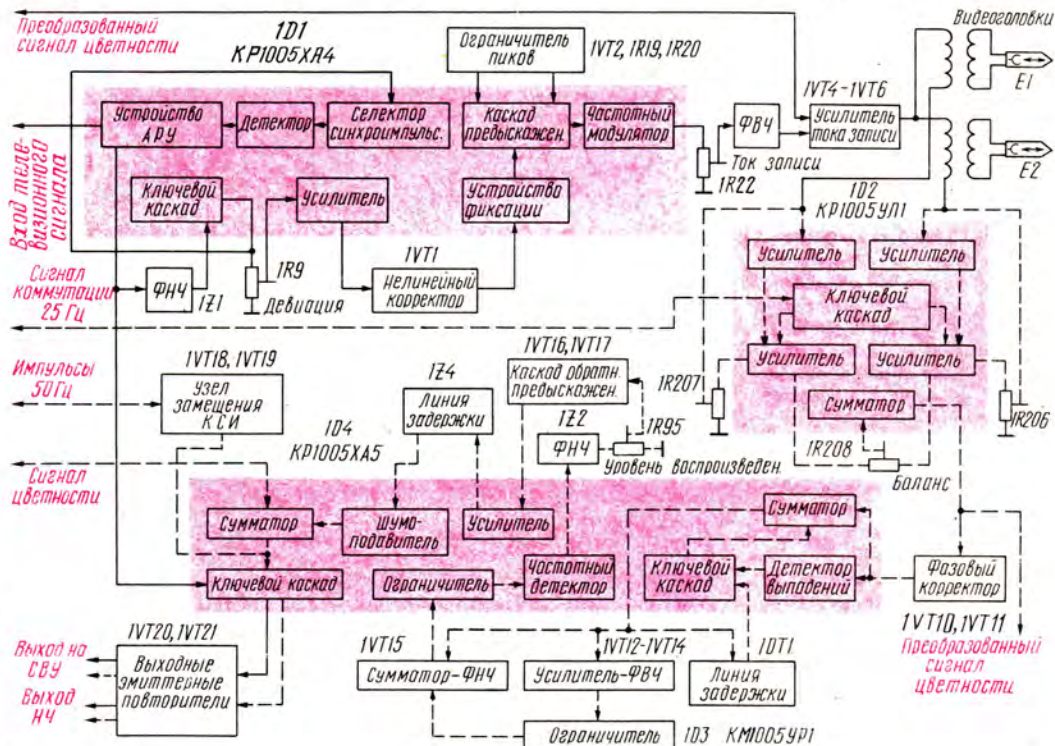 Преобразованный
сигнал цветности
1D1
КР1005ХА4
Ограничитель
пиков
1VT2, 1R19, 1R20
Видеоголовки
E1
E2
1VT4-1VT6
Усилитель
тока записи
ФВЧ
Ток записи
1R22
Устройство
АРУ
Детектор
Селектор
синхроимпульс.
Каскад
предыскажен.
Частотный
модулятор
Вход теле-
визионного
сигнала
Ключевой
каскад
Усилитель
Устройство
фиксации
1D2
КР1005УЛ1
Усилитель
Усилитель
Ключевой
каскад
Усилитель
Усилитель
Сумматор
1R207
1R206
1R208
Баланс
Сигнал
коммутации
25 Гц
ФНЧ
1Z1
1R9
Девиация
1VT1
Нелинейный
корректор
Импульсы
50 Гц
1VT18, 1VT19
Узел
замещения
КСИ
1Z4
Линия
задержки
1VT16, 1VT17
Каскад обратн.
предыскажен.
1Z2
ФНЧ
1R95
Уровень воспроизведен.
1D4
КР1005ХА5
Сигнал
цветности
Сумматор
Шумо-
подавитель
Усилитель
Сумматор
Ключевой каскад
Ограничитель
Частотный
детектор
Ключевой
каскад
Детектор
выпадений
Фазовый
корректор
1VT10, 1VT11
Преобразованный
сигнал
цветности
1VT20, 1VT21
Выходные
эмиттерные
повторители
Выход на
СВУ
Выход
НЧ
1VT15
Сумматор-ФНЧ
1VT12-1VT14
Усилитель-ФВЧ
1DT1
Линия
задержки
Ограничитель
1D3 КМ1005УР1